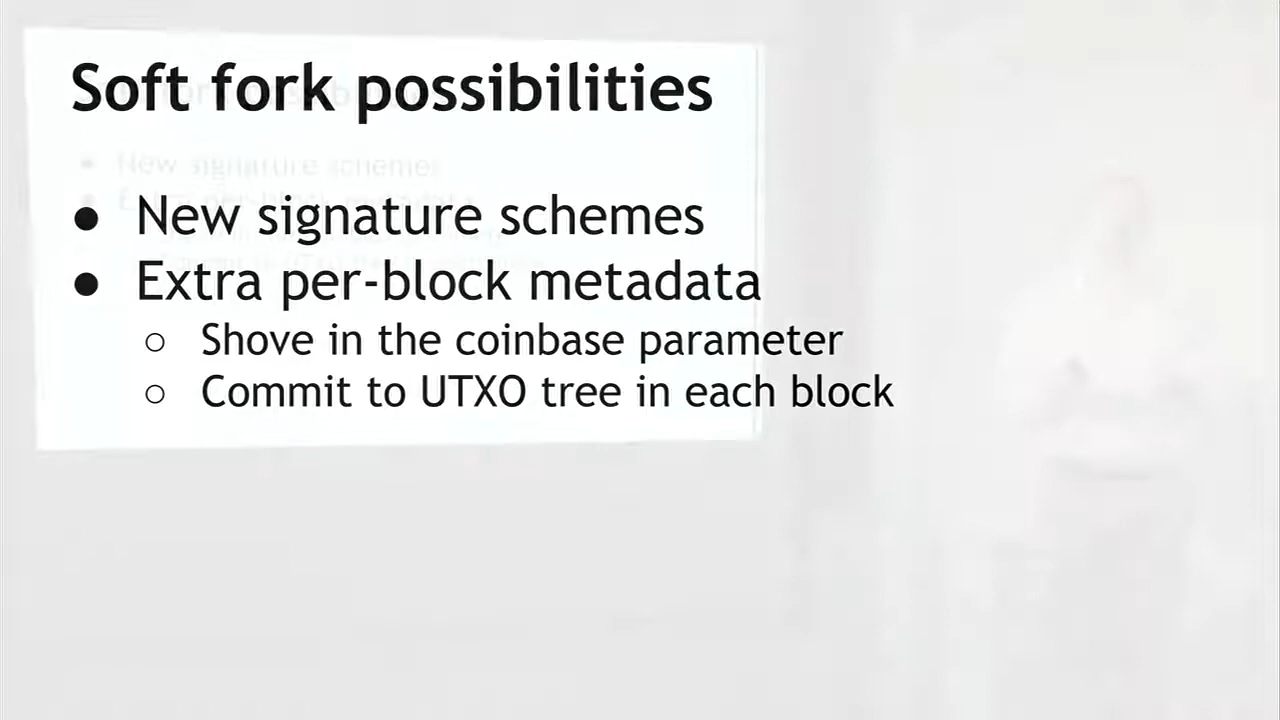 Soft fork possibilities
● New signature schemes
● Extra per-block metadata
○ Shove in the coinbase parameter
○ Commit to UTXO tree in each block